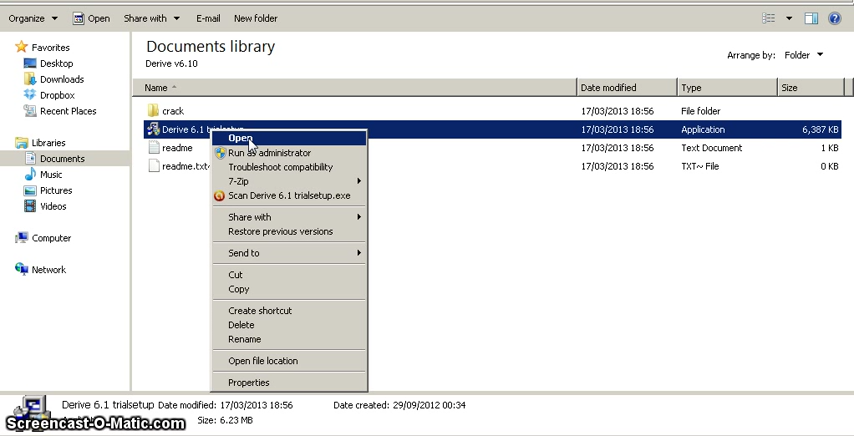 Organize Open Share with E-mail New folder
Favorites
Desktop
Downloads
Dropbox
Recent Places
Libraries
Documents
Music
Pictures
Videos
Computer
Network
Documents library
Derive v6.10
Arrange by: Folder
Name Date modified Type Size
crack 17/03/2013 18:56 File folder
Derive 6.1 trialsetup 17/03/2013 18:56 Application 6,387 KB
readme 17/03/2013 18:56 Text Document 1 KB
readme.txt~ 17/03/2013 18:56 TXT~ File 0 KB
Open
Run as administrator
Troubleshoot compatibility
7-Zip
Scan Derive 6.1 trialsetup.exe
Share with
Restore previous versions
Send to
Cut
Copy
Create shortcut
Delete
Rename
Open file location
Properties
Derive 6.1 trialsetup Date modified: 17/03/2013 18:56 Date created: 29/09/2012 00:34
Size: 6.23 MB
Screencast-O-Matic.com